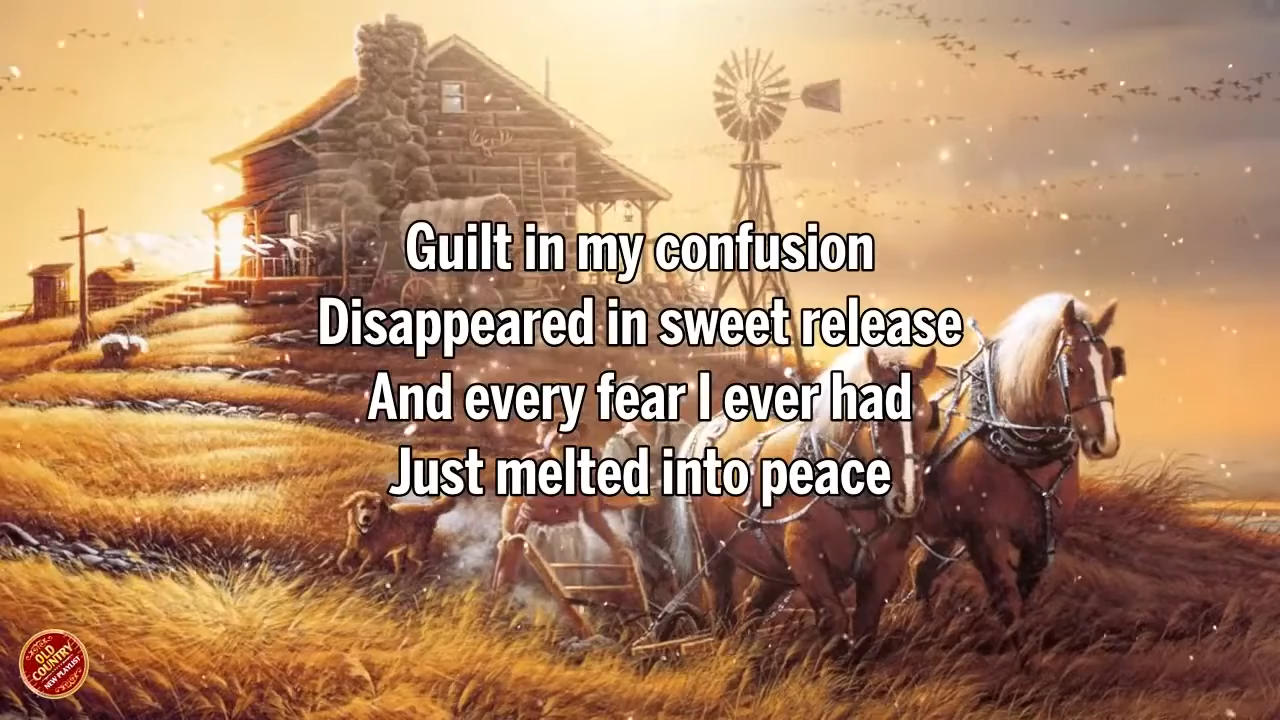 Guilt in my confusion
Disappeared in sweet release
And every fear I ever had
Just melted into peace
OLD
COUNTRY
NEW PLAYLIST